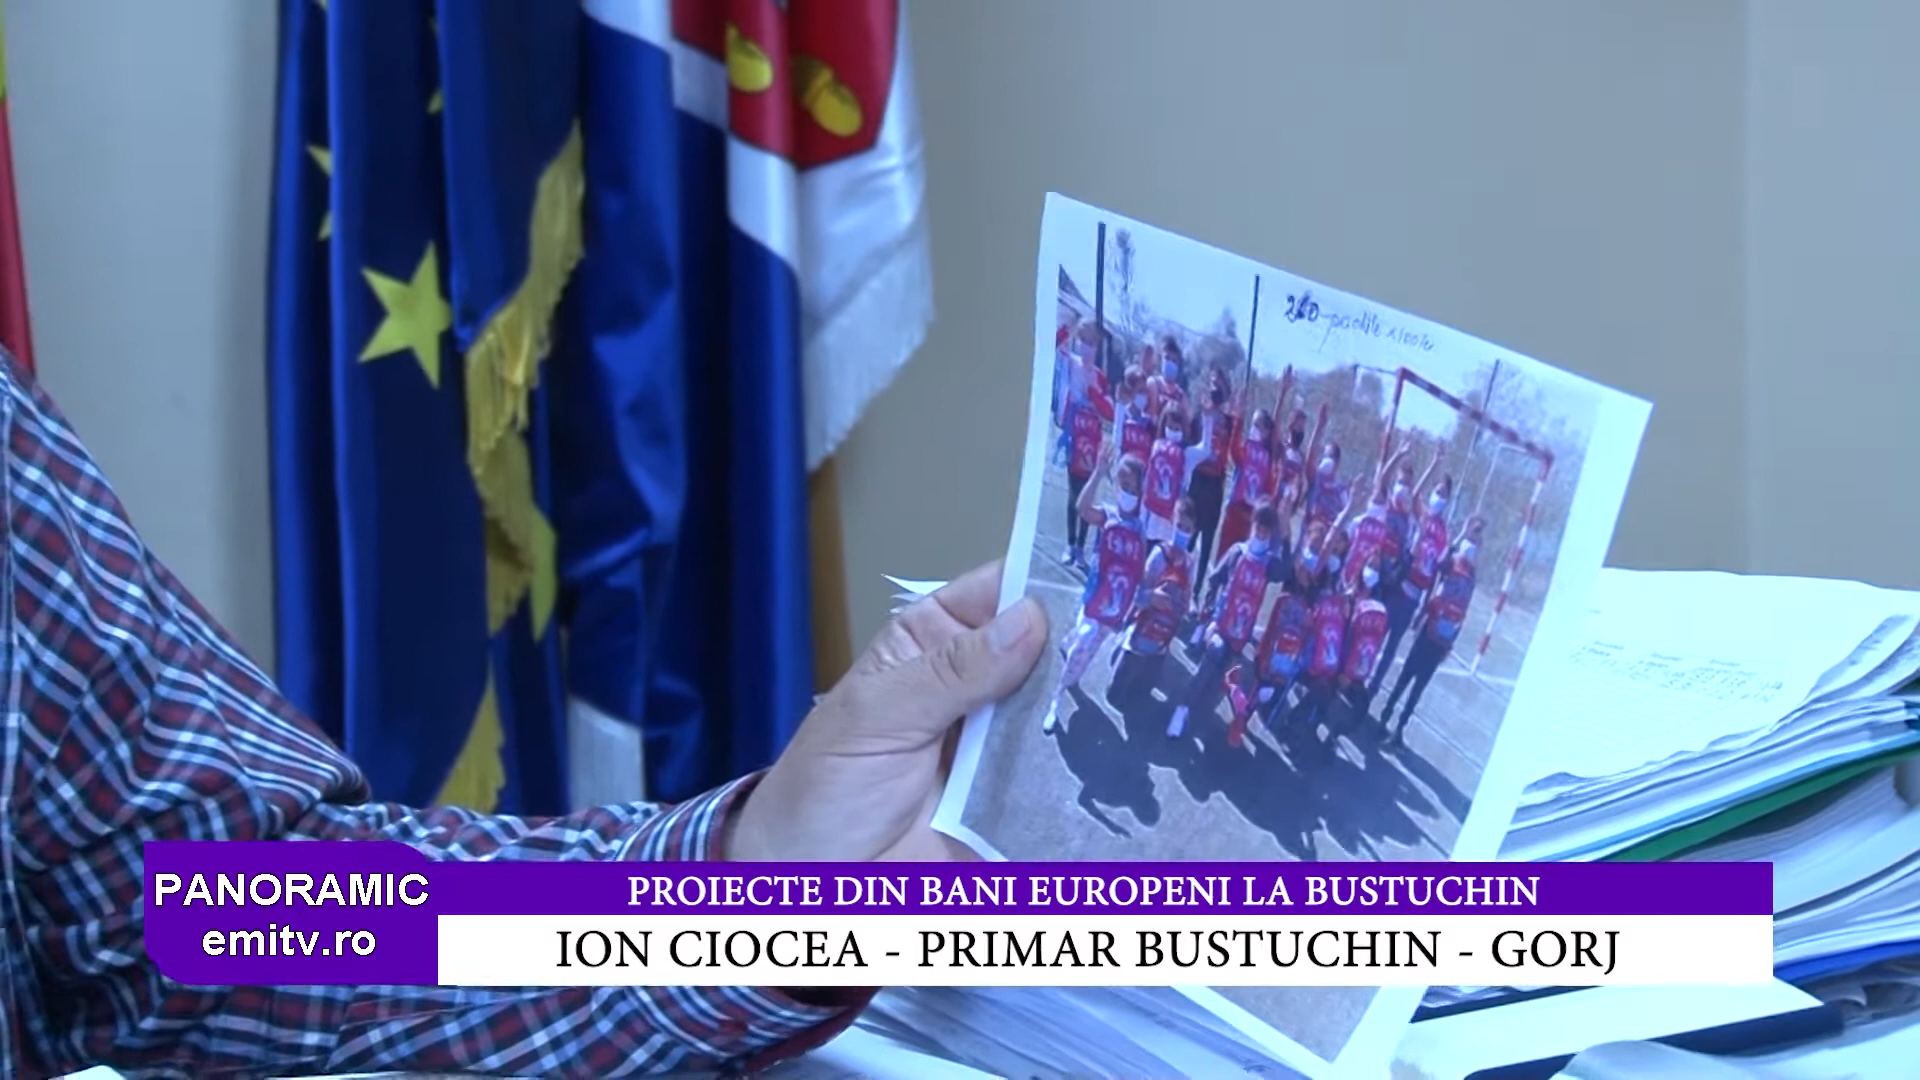 PANORAMIC
emitv.ro
PROIECTE DIN BANI EUROPENI LA BUSTUCHIN
ION CIOCEA - PRIMAR BUSTUCHIN - GORJ